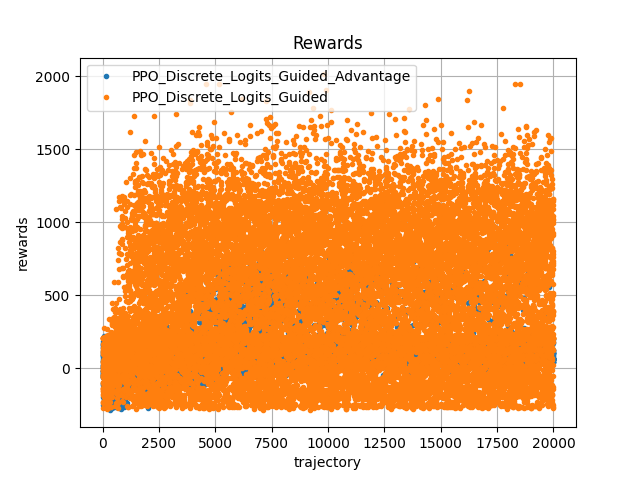 Rewards
PPO_Discrete_Logits_Guided_Advantage
PPO_Discrete_Logits_Guided
rewards
2000
1500
1000
500
0
0 2500 5000 7500 10000 12500 15000 17500 20000
trajectory